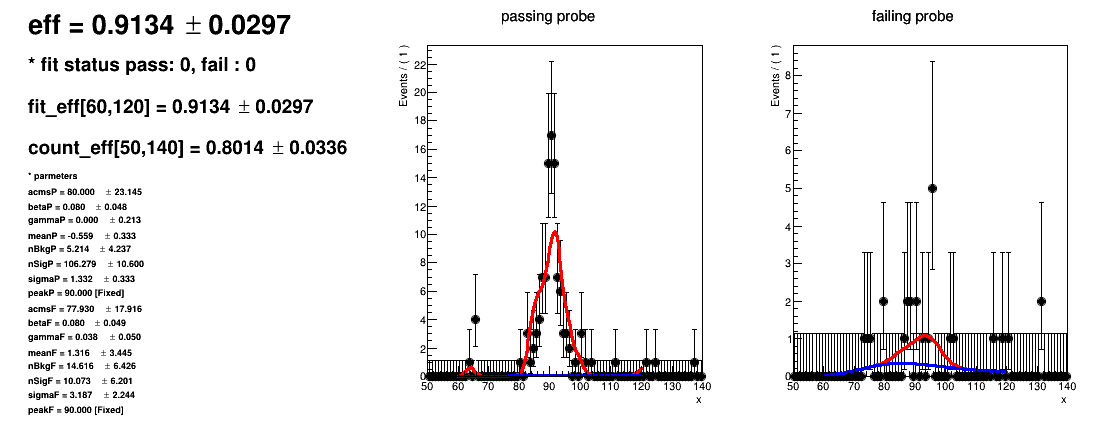 eff = 0.9134 ± 0.0297
* fit status pass: 0, fail : 0
fit_eff[60,120] = 0.9134 ± 0.0297
count_eff[50,140] = 0.8014 ± 0.0336
* parmeters
acmsP = 80.000 ± 23.145
betaP = 0.080 ± 0.048
gammaP = 0.000 ± 0.213
meanP = -0.559 ± 0.333
nBkgP = 5.214 ± 4.237
nSigP = 106.279 ± 10.600
sigmaP = 1.332 ± 0.333
peakP = 90.000 [Fixed]
acmsF = 77.930 ± 17.916
betaF = 0.080 ± 0.049
gammaF = 0.038 ± 0.050
meanF = 1.316 ± 3.445
nBkgF = 14.616 ± 6.426
nSigF = 10.073 ± 6.201
sigmaF = 3.187 ± 2.244
peakF = 90.000 [Fixed]
passing probe
Events / ( 1 )
22
20
18
16
14
12
10
8
6
4
2
0
50 60 70 80 90 100 110 120 130 140
x
failing probe
Events / ( 1 )
8
7
6
5
4
3
2
1
0
50 60 70 80 90 100 110 120 130 140
x